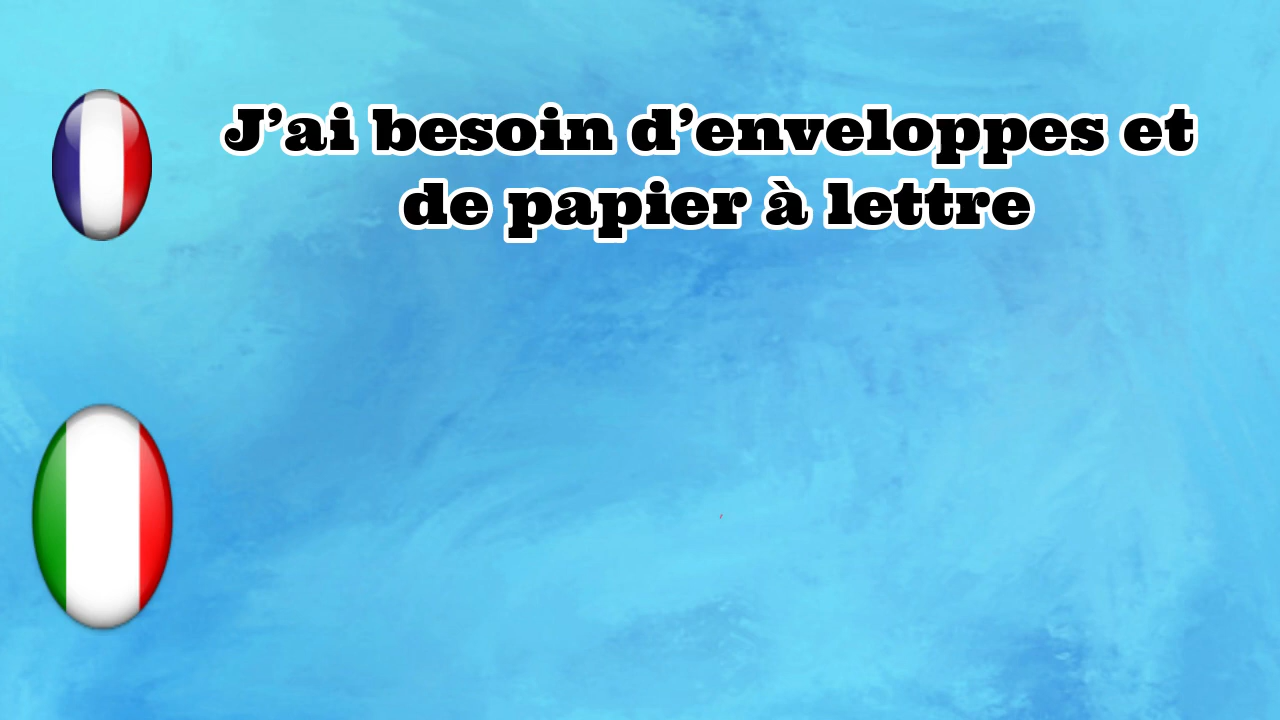 J’ai besoin d’enveloppes et
de papier à lettre